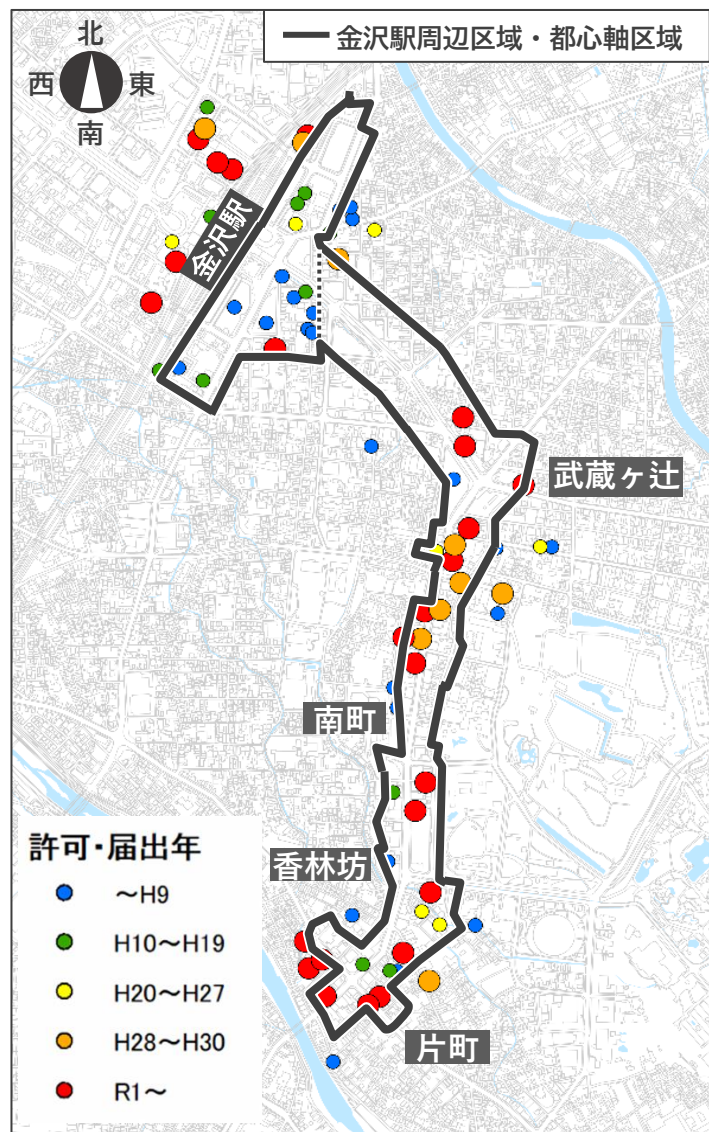 金沢駅周辺区域・都心軸区域
北
西 東
南
金沢駅
武蔵ヶ辻
南町
香林坊
片町
許可・届出年
～H9
H10～H19
H20～H27
H28～H30
R1～